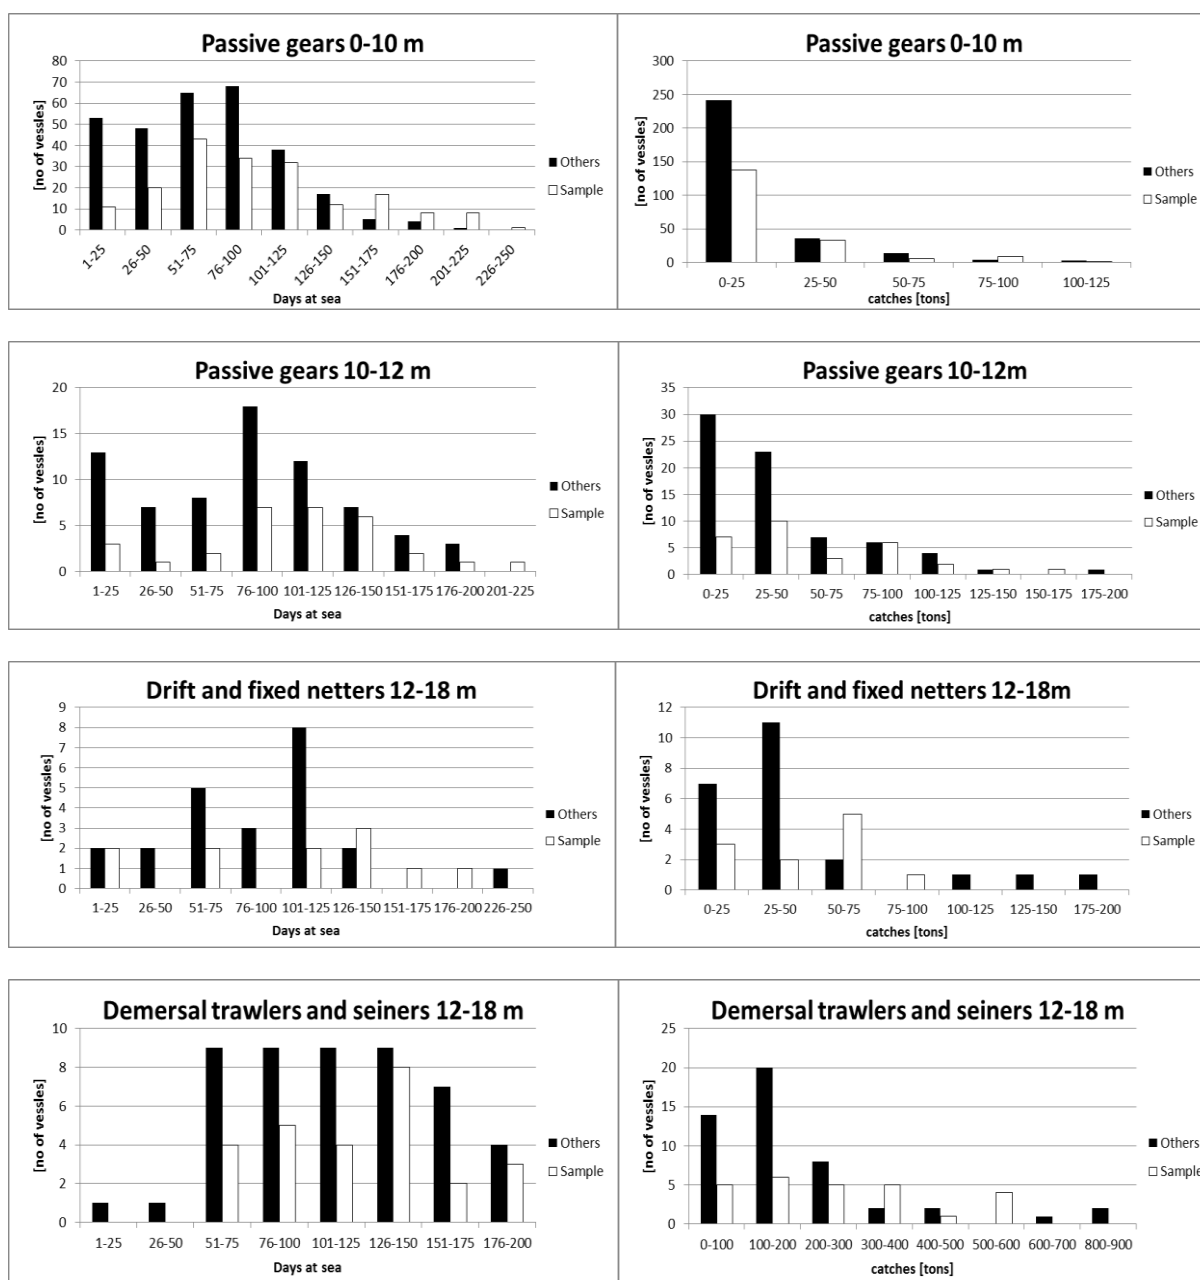 Passive gears 0-10 m
80
70
60
50
40
30
20
10
0
[no of vessles]
1-25 26-50 51-75 76-100 101-125 126-150 151-175 176-200 201-225 226-250
Days at sea
Others
Sample
Passive gears 0-10 m
300
250
200
150
100
50
0
[no of vessles]
0-25 25-50 50-75 75-100 100-125
catches [tons]
Others
Sample
Passive gears 10-12 m
20
15
10
5
0
[no of vessles]
1-25 26-50 51-75 76-100 101-125 126-150 151-175 176-200 201-225
Days at sea
Others
Sample
Passive gears 10-12m
35
30
25
20
15
10
5
0
[no of vessles]
0-25 25-50 50-75 75-100 100-125 125-150 150-175 175-200
catches [tons]
Others
Sample
Drift and fixed netters 12-18 m
9
8
7
6
5
4
3
2
1
0
[no of vessles]
1-25 26-50 51-75 76-100 101-125 126-150 151-175 176-200 226-250
Days at sea
Others
Sample
Drift and fixed netters 12-18m
12
10
8
6
4
2
0
[no of vessles]
0-25 25-50 50-75 75-100 100-125 125-150 175-200
catches [tons]
Others
Sample
Demersal trawlers and seiners 12-18 m
10
8
6
4
2
0
[no of vessles]
1-25 26-50 51-75 76-100 101-125 126-150 151-175 176-200
Days at sea
Others
Sample
Demersal trawlers and seiners 12-18 m
25
20
15
10
5
0
[no of vessles]
0-100 100-200 200-300 300-400 400-500 500-600 600-700 800-900
catches [tons]
Others
Sample